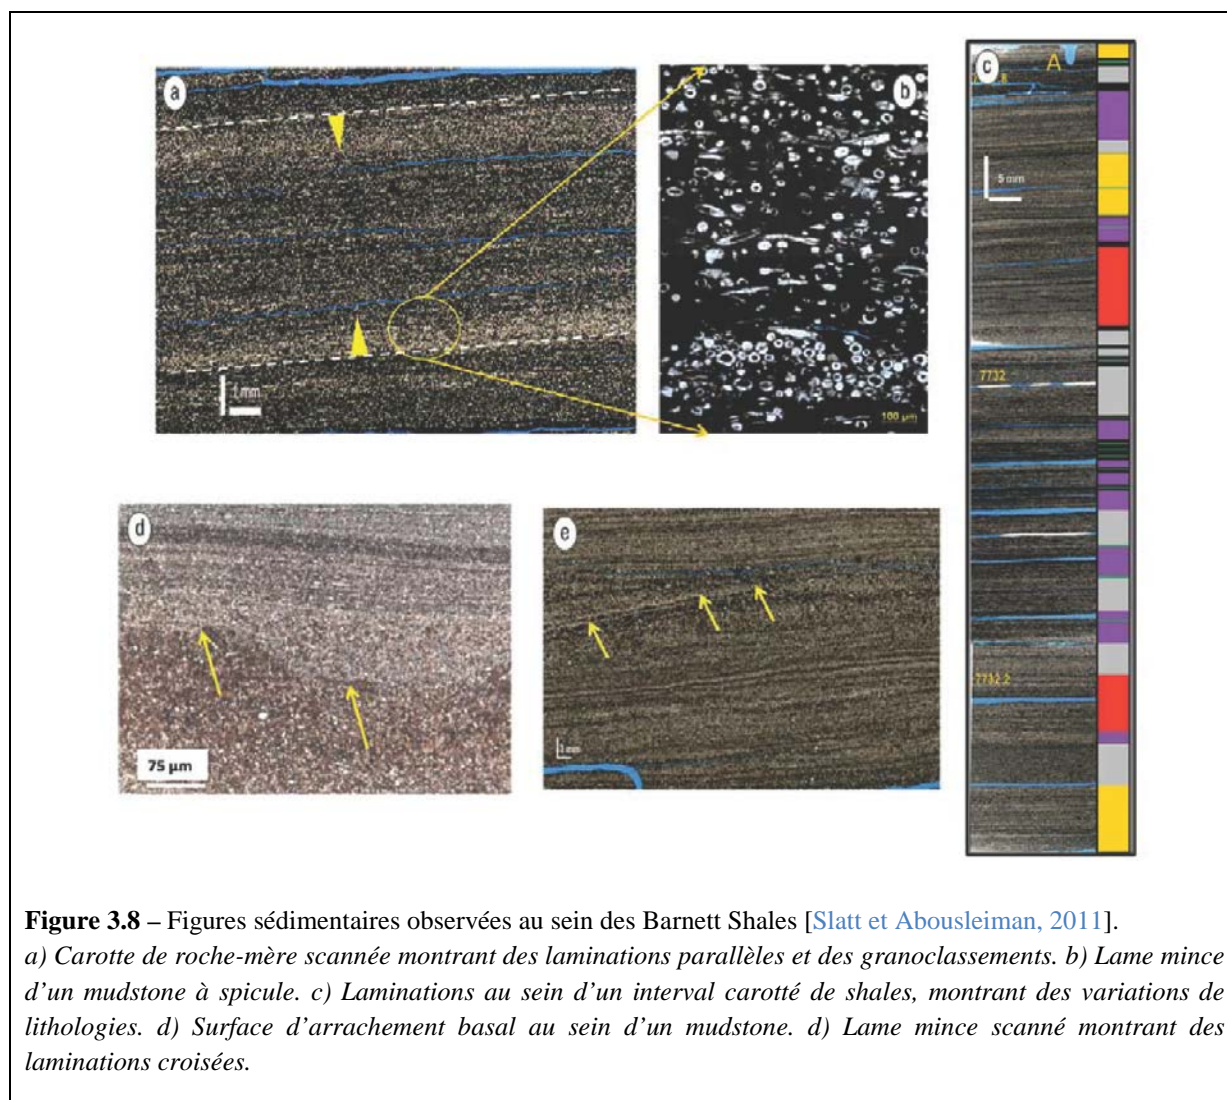 a
1 mm
b
100 µm
c
A
5 mm
7732
7732.2
d
75 µm
e
1 mm
Figure 3.8 – Figures sédimentaires observées au sein des Barnett Shales [Slatt et Abousleiman, 2011].
a) Carotte de roche-mère scannée montrant des laminations parallèles et des granoclassements. b) Lame mince
d’un mudstone à spicule. c) Laminations au sein d’un interval carotté de shales, montrant des variations de
lithologies. d) Surface d’arrachement basal au sein d’un mudstone. d) Lame mince scanné montrant des
laminations croisées.